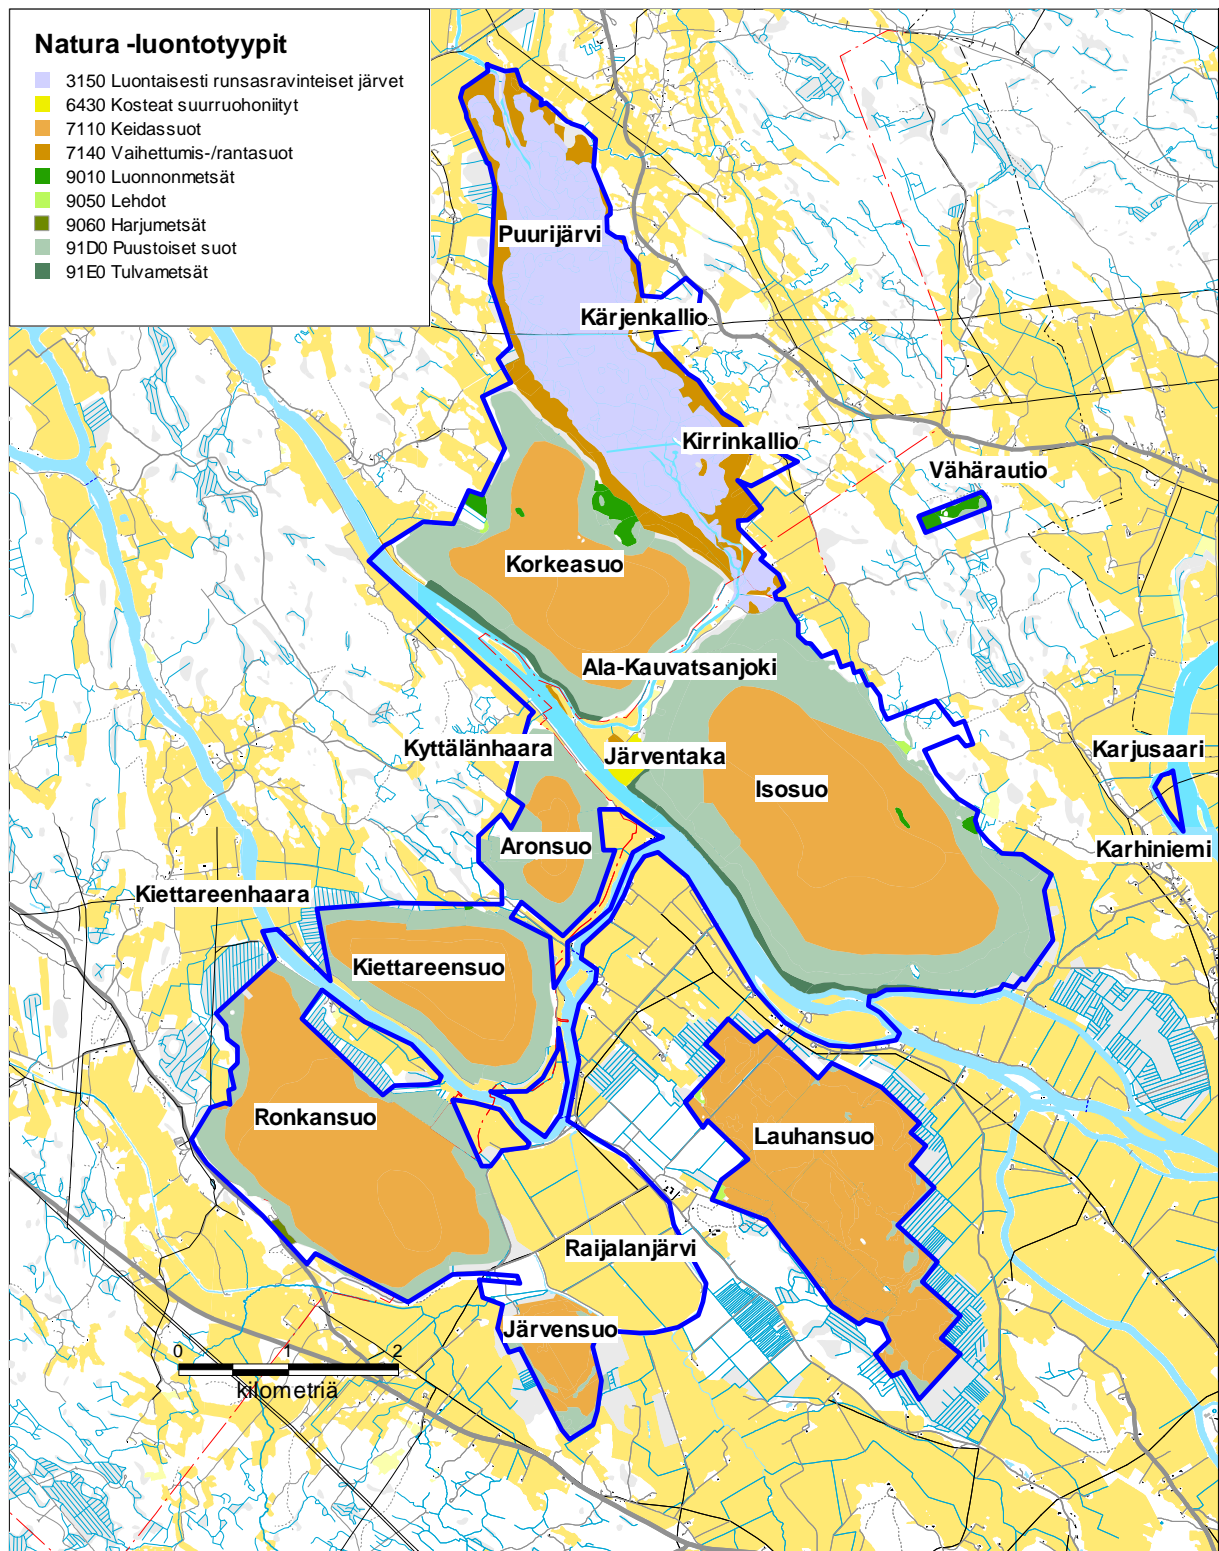 Natura -luontotyypit
3150 Luontaisesti runsasravinteiset järvet
6430 Kosteat suurruohoniityt
7110 Keidassuot
7140 Vaihettumis-/rantasuot
9010 Luonnonmetsät
9050 Lehdot
9060 Harjumetsät
91D0 Puustoiset suot
91E0 Tulvametsät
Puurijärvi
Kärjenkallio
Kirrinkallio
Vähärautio
Korkeasuo
Ala-Kauvatsanjoki
Kyttälänhaara
Järventaka
Karjusaari
Isosuo
Aronsuo
Karhiniemi
Kiettareenhaara
Kiettareensuo
Ronkansuo
Lauhansuo
Raijalanjärvi
Järvensuo
0 1 2
kilometriä